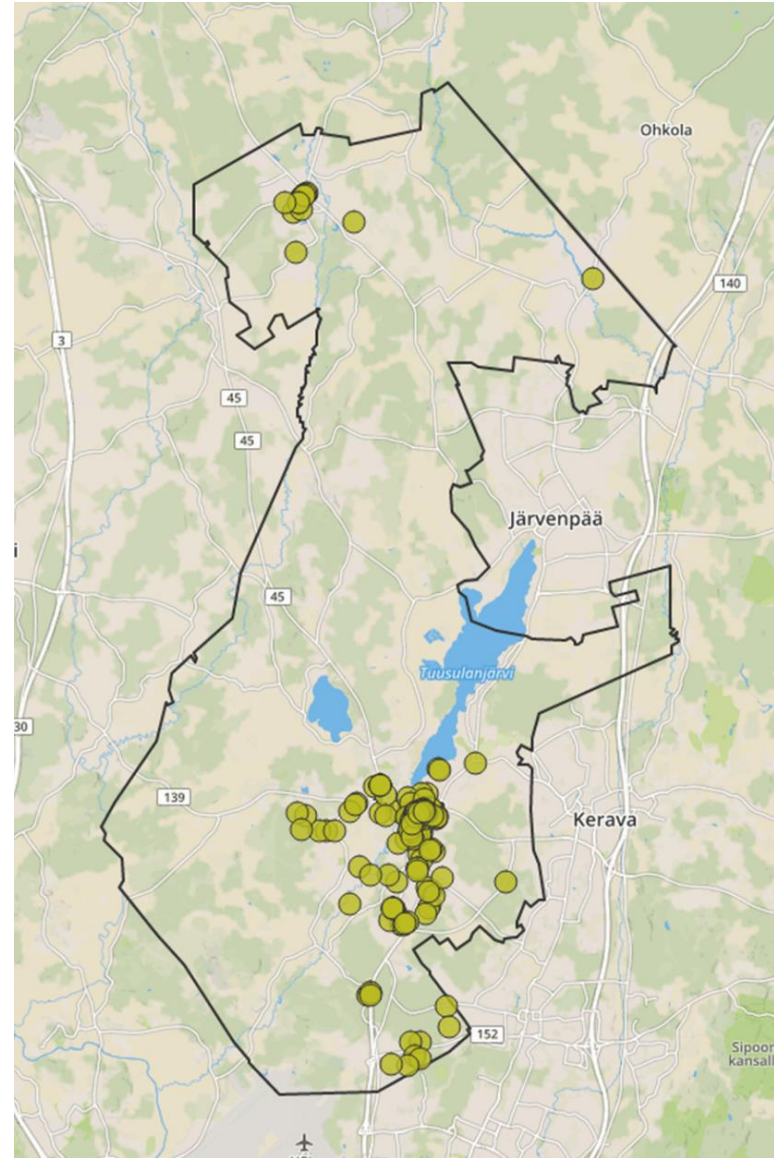 Ohkola
140
3
45
45
Järvenpää
i
45
Tuusulanjärvi
30
139
Kerava
152
Sipoon
kansall